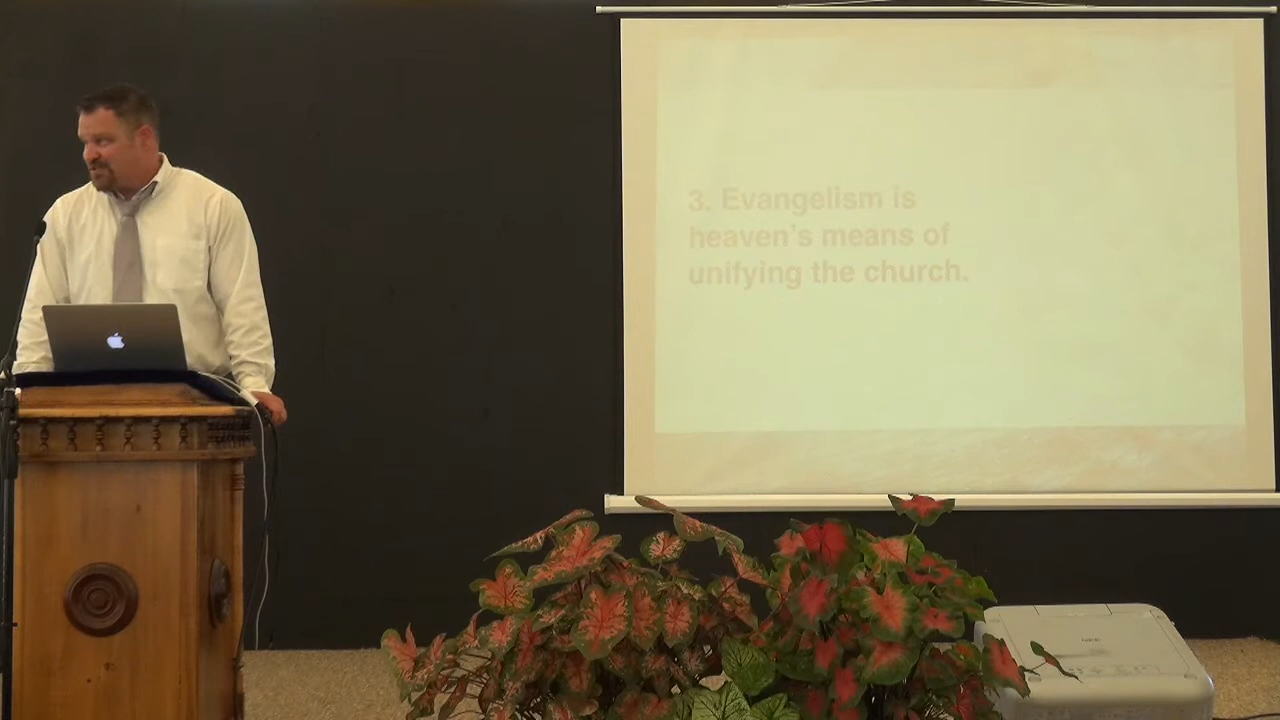 3. Evangelism is
heaven's means of
unifying the church.